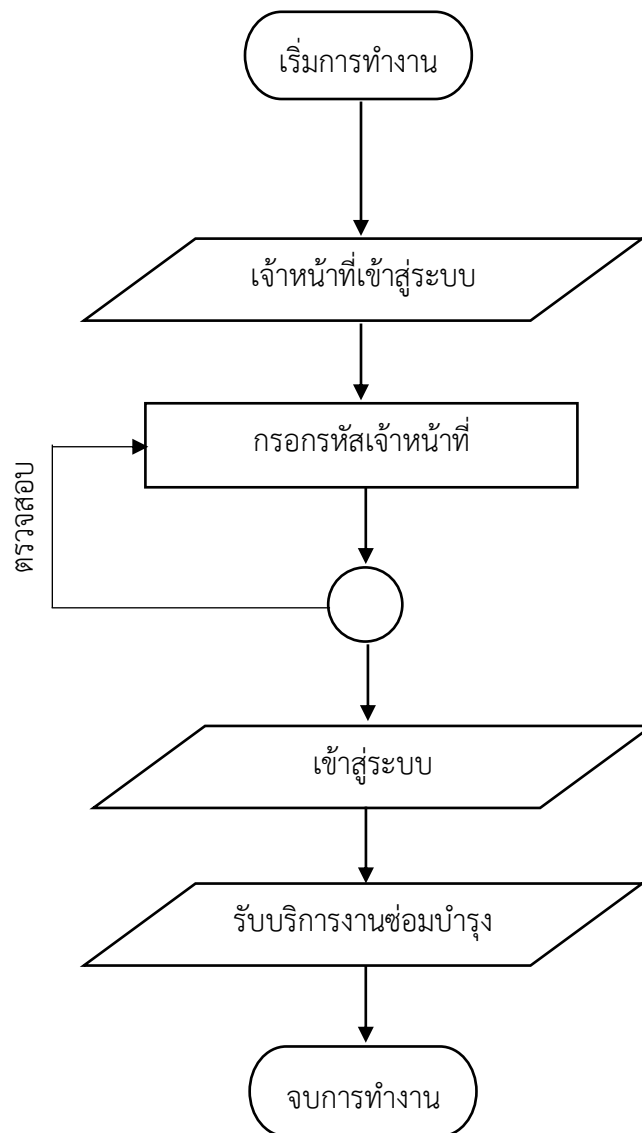 เริ่มการทำงาน
เจ้าหน้าที่เข้าสู่ระบบ
กรอกรหัสเจ้าหน้าที่
ตรวจสอบ
เข้าสู่ระบบ
รับบริการงานซ่อมบำรุง
จบการทำงาน